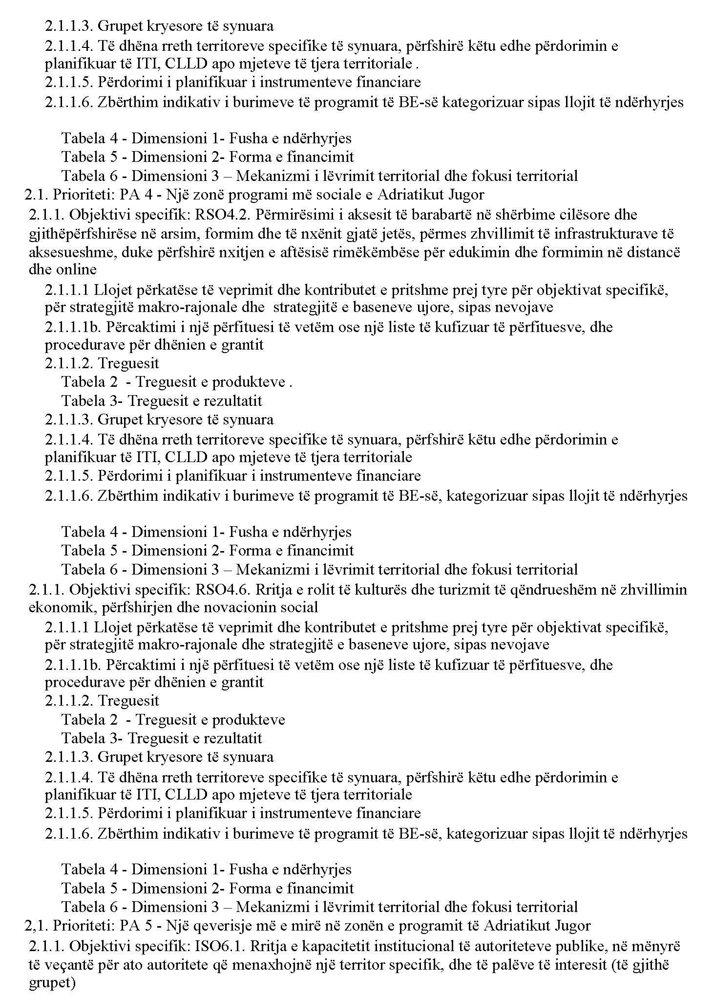 2.1.1.3. Grupet kryesore të synuara
2.1.1.4. Të dhëna rreth territoreve specifike të synuara, përfshirë këtu edhe përdorimin e
planifikuar të ITI, CLLD apo mjeteve të tjera territoriale .
2.1.1.5. Përdorimi i planifikuar i instrumenteve financiare
2.1.1.6. Zbërthim indikativ i burimeve të programit të BE-së kategorizuar sipas llojit të ndërhyrjes
Tabela 4 - Dimensioni 1- Fusha e ndërhyrjes
Tabela 5 - Dimensioni 2- Forma e financimit
Tabela 6 - Dimensioni 3 – Mekanizmi i lëvrimit territorial dhe fokusi territorial
2.1. Prioriteti: PA 4 - Një zonë programi më sociale e Adriatikut Jugor
2.1.1. Objektivi specifik: RSO4.2. Përmirësimi i aksesit të barabartë në shërbime cilësore dhe
gjithëpërfshirëse në arsim, formim dhe të nxënit gjatë jetës, përmes zhvillimit të infrastrukturave të
aksesueshme, duke përfshirë nxitjen e aftësisë rimëkëmbëse për edukimin dhe formimin në distancë
dhe online
2.1.1.1 Llojet përkatëse të veprimit dhe kontributet e pritshme prej tyre për objektivat specifikë,
për strategjitë makro-rajonale dhe  strategjitë e baseneve ujore, sipas nevojave
2.1.1.1b. Përcaktimi i një përfituesi të vetëm ose një liste të kufizuar të përfituesve, dhe
procedurave për dhënien e grantit
2.1.1.2. Treguesit
Tabela 2  - Treguesit e produkteve .
Tabela 3- Treguesit e rezultatit
2.1.1.3. Grupet kryesore të synuara
2.1.1.4. Të dhëna rreth territoreve specifike të synuara, përfshirë këtu edhe përdorimin e
planifikuar të ITI, CLLD apo mjeteve të tjera territoriale
2.1.1.5. Përdorimi i planifikuar i instrumenteve financiare
2.1.1.6. Zbërthim indikativ i burimeve të programit të BE-së, kategorizuar sipas llojit të ndërhyrjes
Tabela 4 - Dimensioni 1- Fusha e ndërhyrjes
Tabela 5 - Dimensioni 2- Forma e financimit
Tabela 6 - Dimensioni 3 – Mekanizmi i lëvrimit territorial dhe fokusi territorial
2.1.1. Objektivi specifik: RSO4.6. Rritja e rolit të kulturës dhe turizmit të qëndrueshëm në zhvillimin
ekonomik, përfshirjen dhe novacionin social
2.1.1.1 Llojet përkatëse të veprimit dhe kontributet e pritshme prej tyre për objektivat specifikë,
për strategjitë makro-rajonale dhe strategjitë e baseneve ujore, sipas nevojave
2.1.1.1b. Përcaktimi i një përfituesi të vetëm ose një liste të kufizuar të përfituesve, dhe
procedurave për dhënien e grantit
2.1.1.2. Treguesit
Tabela 2  - Treguesit e produkteve
Tabela 3- Treguesit e rezultatit
2.1.1.3. Grupet kryesore të synuara
2.1.1.4. Të dhëna rreth territoreve specifike të synuara, përfshirë këtu edhe përdorimin e
planifikuar të ITI, CLLD apo mjeteve të tjera territoriale
2.1.1.5. Përdorimi i planifikuar i instrumenteve financiare
2.1.1.6. Zbërthim indikativ i burimeve të programit të BE-së, kategorizuar sipas llojit të ndërhyrjes
Tabela 4 - Dimensioni 1- Fusha e ndërhyrjes
Tabela 5 - Dimensioni 2- Forma e financimit
Tabela 6 - Dimensioni 3 – Mekanizmi i lëvrimit territorial dhe fokusi territorial
2,1. Prioriteti: PA 5 - Një qeverisje më e mirë në zonën e programit të Adriatikut Jugor
2.1.1. Objektivi specifik: ISO6.1. Rritja e kapacitetit institucional të autoriteteve publike, në mënyrë
të veçantë për ato autoritete që menaxhojnë një territor specifik, dhe të palëve të interesit (të gjithë
grupet)